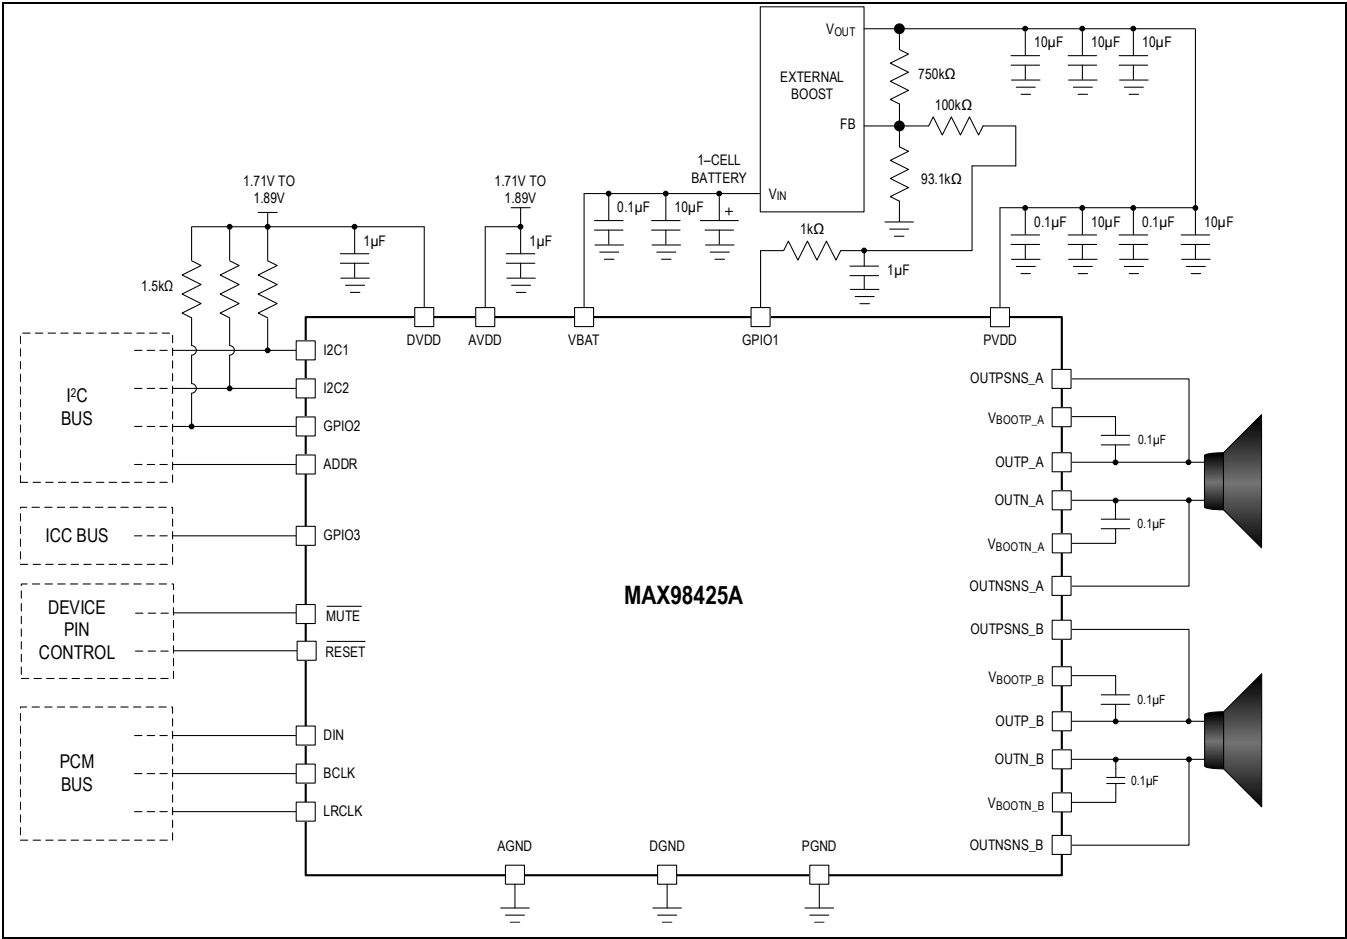 VOUT
EXTERNAL
BOOST
FB
VIN
750kΩ
100kΩ
93.1kΩ
10µF
10µF
10µF
1–CELL
BATTERY
0.1µF
10µF
+
1kΩ
1µF
0.1µF
10µF
0.1µF
10µF
1.71V TO
1.89V
1µF
1.5kΩ
1.71V TO
1.89V
1µF
DVDD
AVDD
VBAT
GPIO1
PVDD
I²C
BUS
I2C1
I2C2
GPIO2
ADDR
ICC BUS
GPIO3
DEVICE
PIN
CONTROL
MUTE
RESET
PCM
BUS
DIN
BCLK
LRCLK
MAX98425A
OUTPSNS_A
VBOOTP_A
0.1µF
OUTP_A
OUTN_A
0.1µF
VBOOTN_A
OUTNSNS_A
OUTPSNS_B
VBOOTP_B
0.1µF
OUTP_B
OUTN_B
0.1µF
VBOOTN_B
OUTNSNS_B
AGND
DGND
PGND